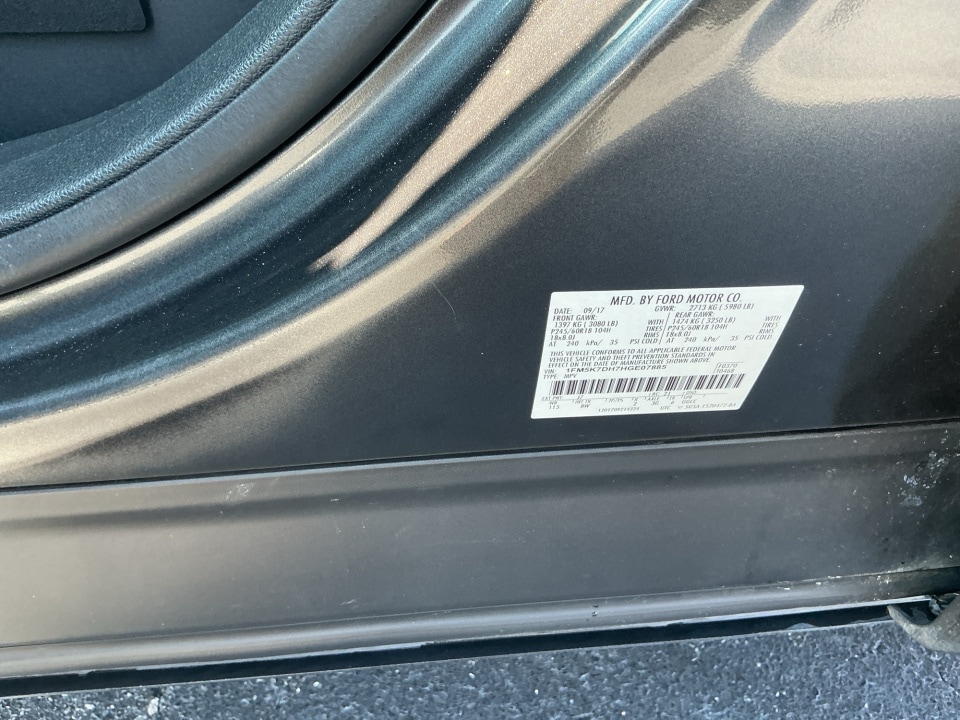 MFD. BY FORD MOTOR CO.
DATE: 09/17 GVWR: 2713 KG ( 5980 LB)
FRONT GAWR: REAR GAWR:
1397 KG ( 3080 LB) WITH 1474 KG ( 3250 LB) WITH
P245/60R18 104H TIRES P245/60R18 104H TIRES
18x8.0J RIMS 18x8.0J RIMS
AT 240 kPa/ 35 PSI COLD AT 240 kPa/ 35 PSI COLD
THIS VEHICLE CONFORMS TO ALL APPLICABLE FEDERAL MOTOR
VEHICLE SAFETY AND THEFT PREVENTION STANDARDS IN
EFFECT ON THE DATE OF MANUFACTURE SHOWN ABOVE.
VIN: 1FM5K7DH7HGE07885 F0370
TYPE: MPV
EXT PNT:
UTC